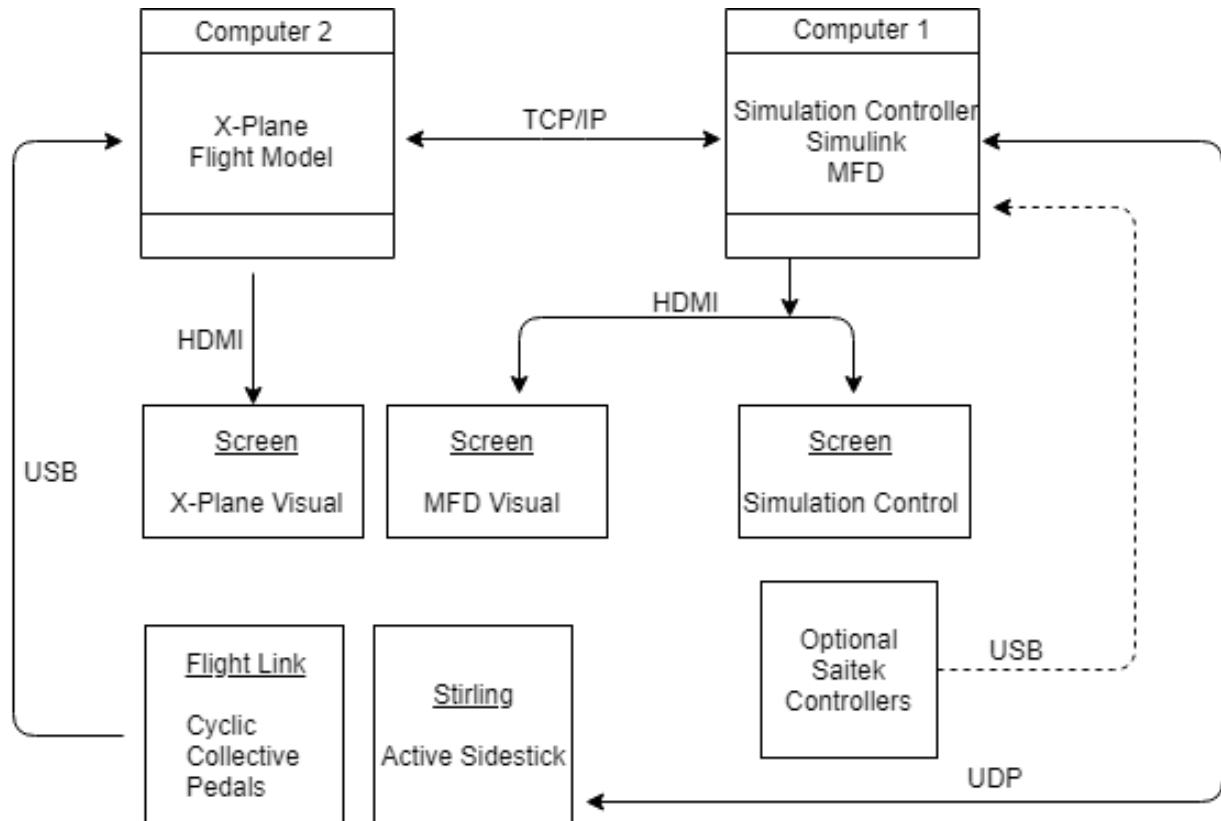 Computer 2
Computer 1
X-Plane
Flight Model
TCP/IP
Simulation Controller
Simulink
MFD
HDMI
HDMI
USB
Screen
X-Plane Visual
Screen
MFD Visual
Screen
Simulation Control
Flight Link
Cyclic
Collective
Pedals
Stirling
Active Sidestick
Optional
Saitek
Controllers
USB
UDP